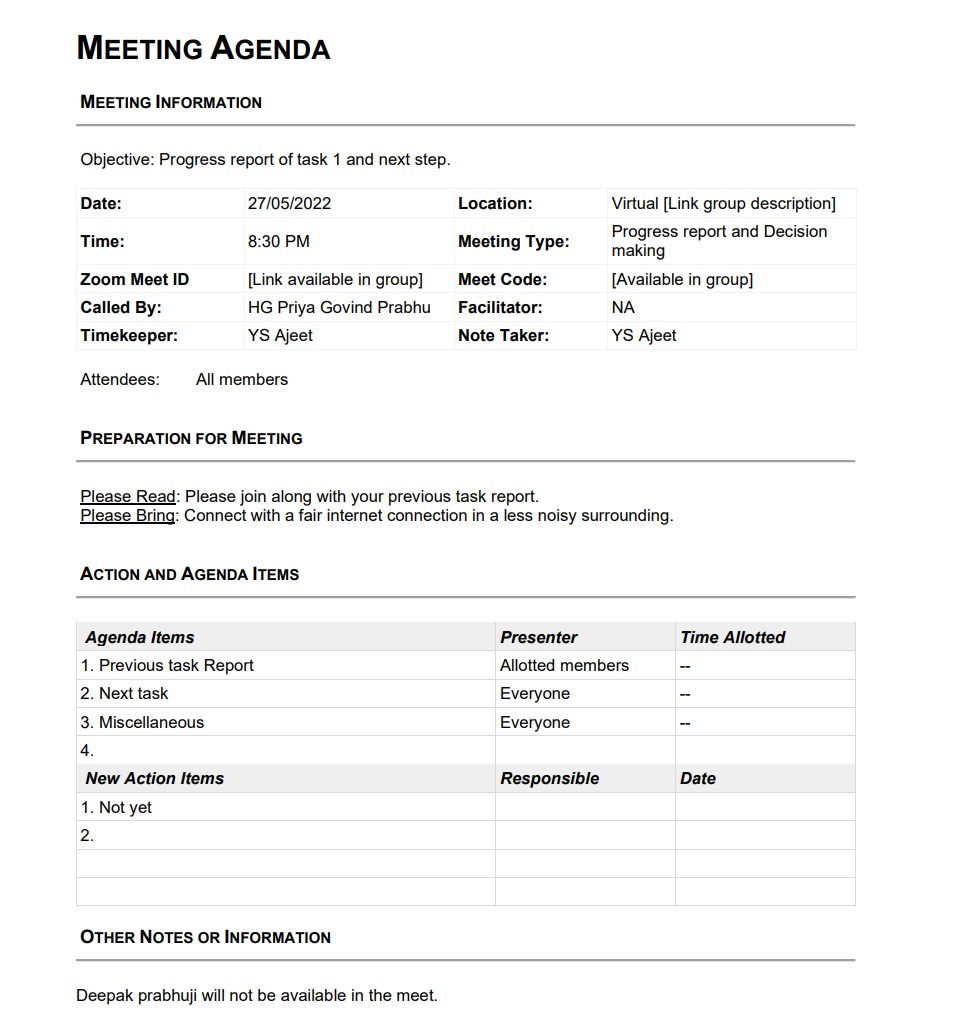 MEETING AGENDA
MEETING INFORMATION
Objective: Progress report of task 1 and next step.
Date: 27/05/2022 Location: Virtual [Link group description]
Time: 8:30 PM Meeting Type: Progress report and Decision
making
Zoom Meet ID [Link available in group] Meet Code: [Available in group]
Called By: HG Priya Govind Prabhu Facilitator: NA
Timekeeper: YS Ajeet Note Taker: YS Ajeet
Attendees: All members
PREPARATION FOR MEETING
Please Read: Please join along with your previous task report.
Please Bring: Connect with a fair internet connection in a less noisy surrounding.
ACTION AND AGENDA ITEMS
Agenda Items Presenter Time Allotted
1. Previous task Report Allotted members --
2. Next task Everyone --
3. Miscellaneous Everyone --
4.
New Action Items Responsible Date
1. Not yet
2.
OTHER NOTES OR INFORMATION
Deepak prabhuji will not be available in the meet.